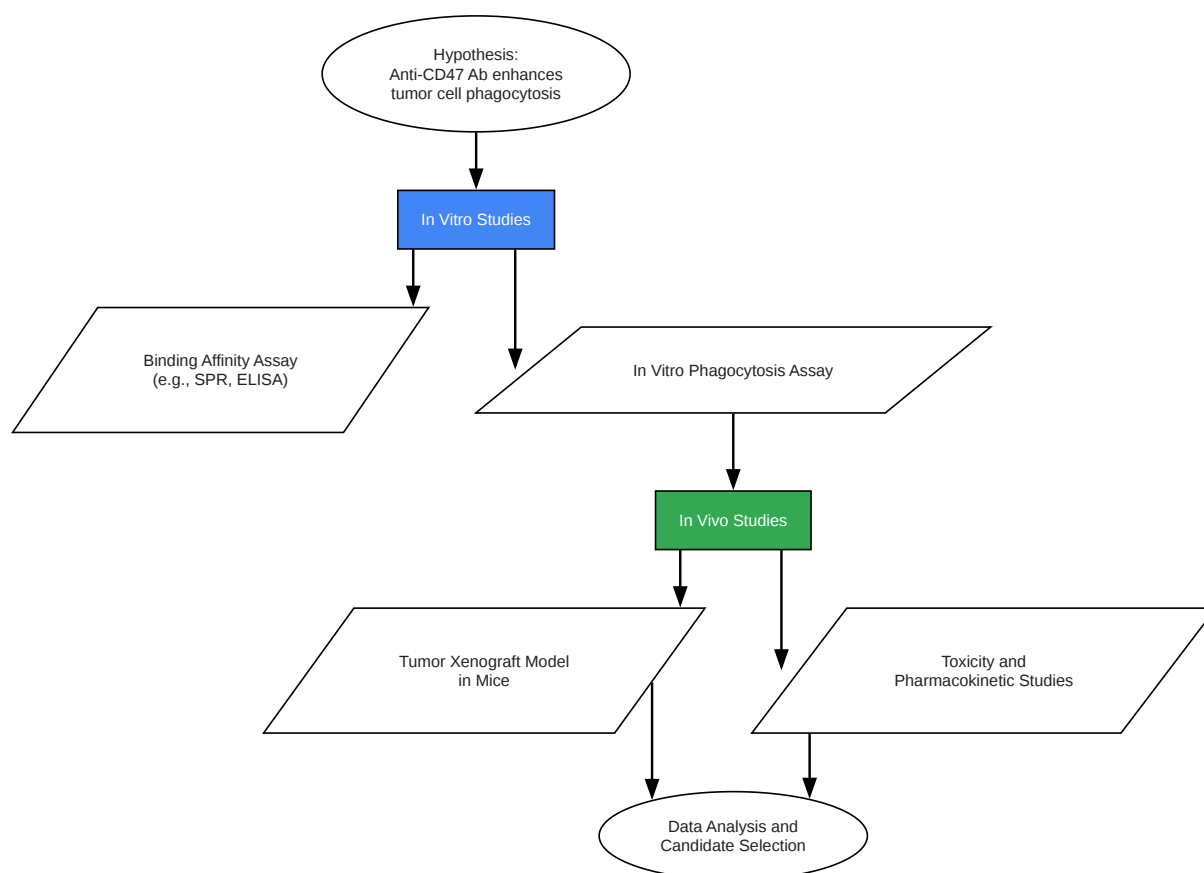 Hypothesis:
Anti-CD47 Ab enhances
tumor cell phagocytosis
In Vitro Studies
Binding Affinity Assay
(e.g., SPR, ELISA)
In Vitro Phagocytosis Assay
In Vivo Studies
Tumor Xenograft Model
in Mice
Toxicity and
Pharmacokinetic Studies
Data Analysis and
Candidate Selection